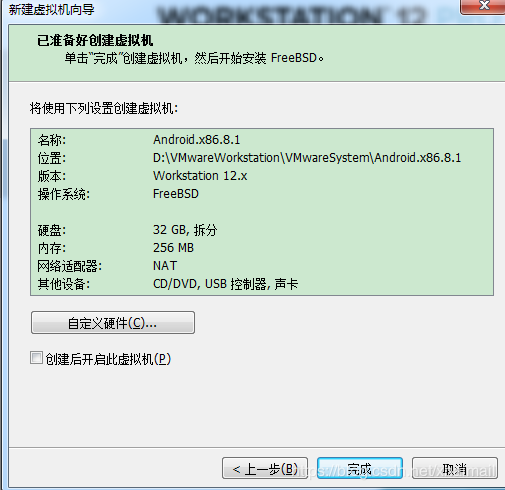 新建虚拟机向导
WORKSTATION 12
已准备好创建虚拟机
单击“完成”创建虚拟机，然后开始安装 FreeBSD。
将使用下列设置创建虚拟机:
名称: Android.x86.8.1
位置: D:\VMwareWorkstation\VMwareSystem\Android.x86.8.1
版本: Workstation 12.x
操作系统: FreeBSD
硬盘: 32 GB, 拆分
内存: 256 MB
网络适配器: NAT
其他设备: CD/DVD, USB 控制器, 声卡
自定义硬件(C)...
创建后开启此虚拟机(P)
< 上一步(B) 完成 取消